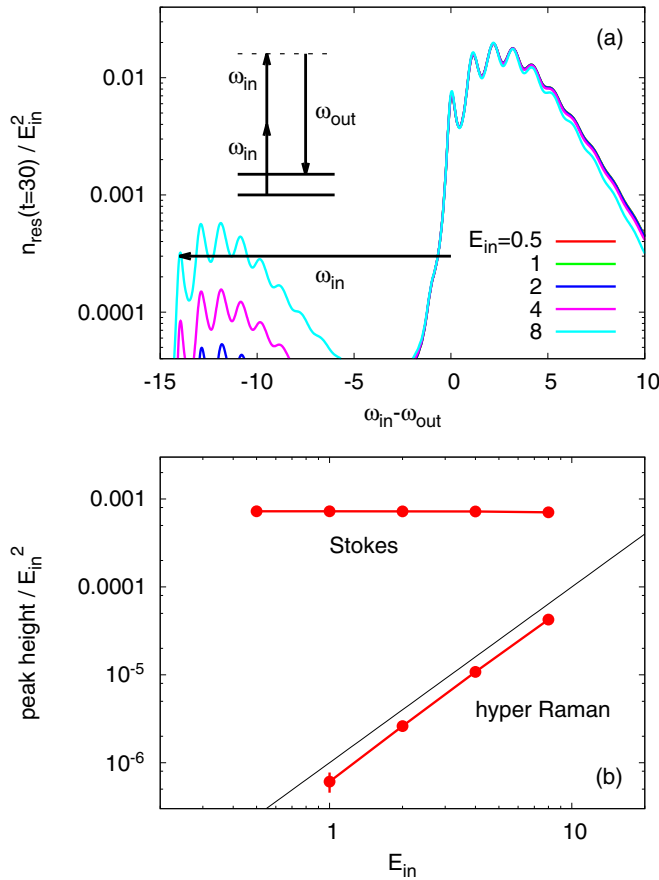 (a)
n_res(t=30) / E_in^2
0.01
0.001
0.0001
ω_in
ω_out
ω_in
ω_in
E_in=0.5
1
2
4
8
-15 -10 -5 0 5 10
ω_in-ω_out
peak height / E_in^2
0.001
0.0001
10^-5
10^-6
Stokes
hyper Raman
(b)
1 10
E_in